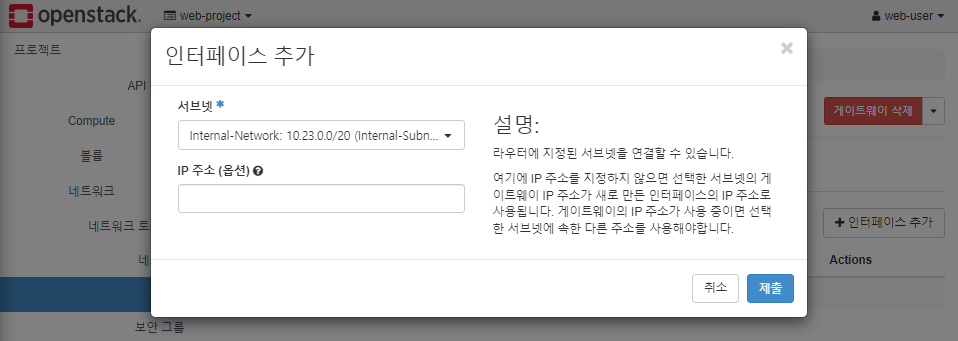 openstack.
web-project
web-user
프로젝트
API
Compute
볼륨
네트워크
네트워크 토
네
보안 그룹
게이트웨이 삭제
+ 인터페이스 추가
Actions
인터페이스 추가
×
서브넷 *
Internal-Network: 10.23.0.0/20 (Internal-Subn...
IP 주소 (옵션)
설명:
라우터에 지정된 서브넷을 연결할 수 있습니다.
여기에 IP 주소를 지정하지 않으면 선택한 서브넷의 게
이트웨이 IP 주소가 새로 만든 인터페이스의 IP 주소로
사용됩니다. 게이트웨이의 IP 주소가 사용 중이면 선택
한 서브넷에 속한 다른 주소를 사용해야합니다.
취소
제출